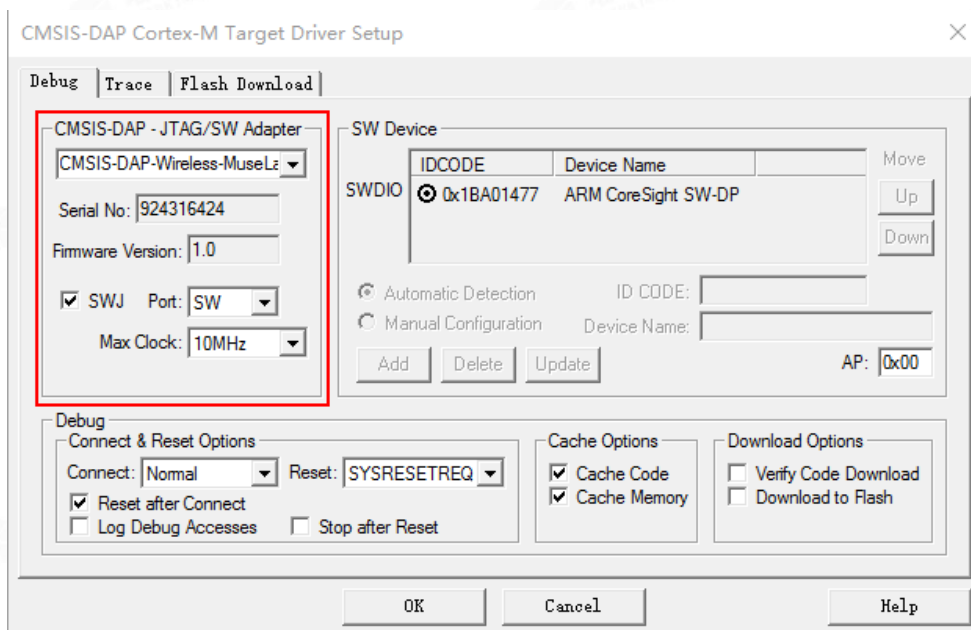 CMSIS-DAP Cortex-M Target Driver Setup
Debug Trace Flash Download
CMSIS-DAP - JTAG/SW Adapter
CMSIS-DAP-Wireless-MuseLa
Serial No: 924316424
Firmware Version: 1.0
SWJ Port: SW
Max Clock: 10MHz
SW Device
IDCODE Device Name
SWDIO 0x1BA01477 ARM CoreSight SW-DP
Move
Up
Down
Automatic Detection ID CODE:
Manual Configuration Device Name:
Add Delete Update AP: 0x00
Debug
Connect & Reset Options
Connect: Normal Reset: SYSRESETREQ
Reset after Connect
Log Debug Accesses Stop after Reset
Cache Options
Cache Code
Cache Memory
Download Options
Verify Code Download
Download to Flash
OK Cancel Help